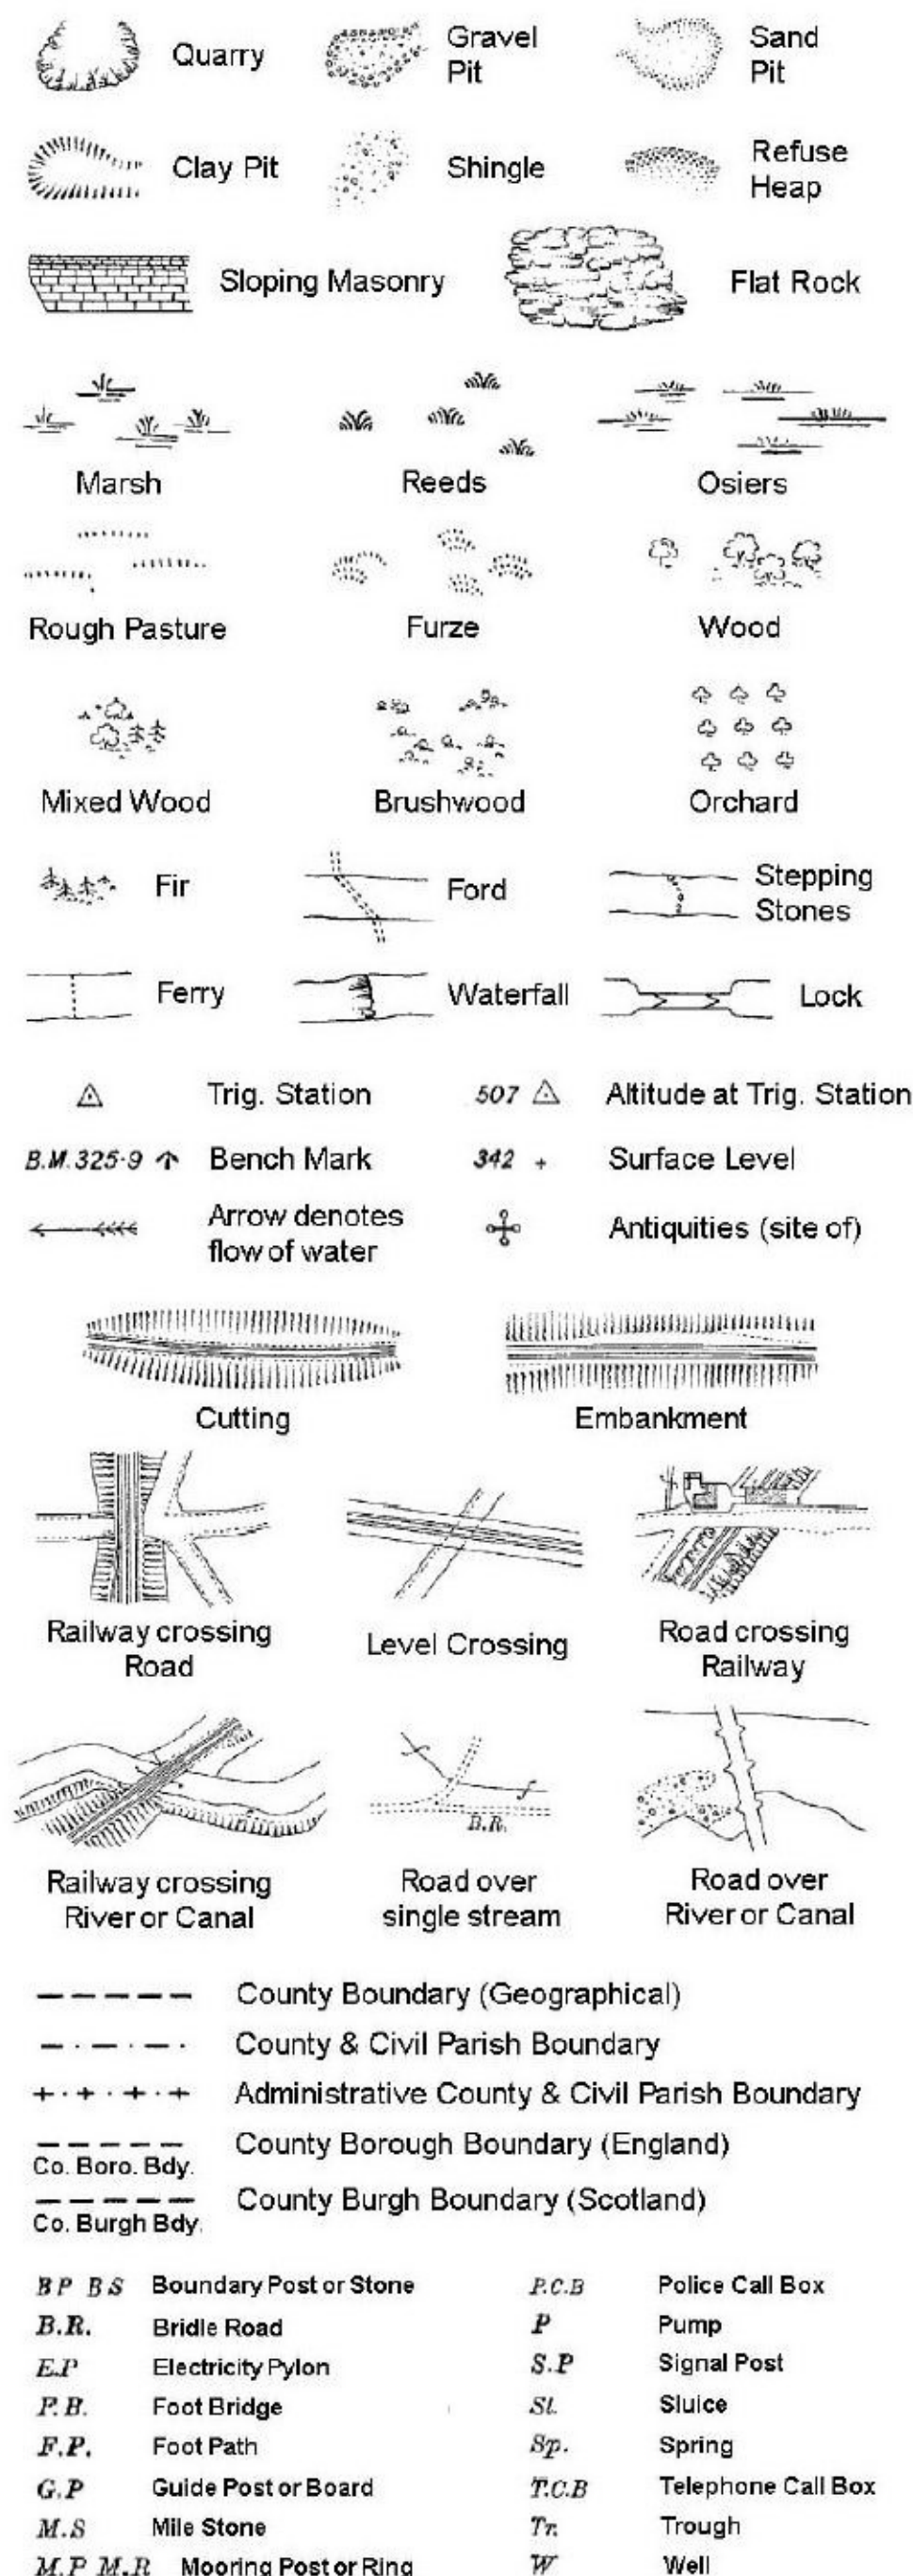 Quarry
Gravel
Pit
Sand
Pit
Clay Pit
Shingle
Refuse
Heap
Sloping Masonry
Flat Rock
Marsh
Reeds
Osiers
Rough Pasture
Furze
Wood
Mixed Wood
Brushwood
Orchard
Fir
Ford
Stepping
Stones
Ferry
Waterfall
Lock
Trig. Station
507
Altitude at Trig. Station
B.M. 325·9
Bench Mark
342 +
Surface Level
Arrow denotes
flow of water
Antiquities (site of)
Cutting
Embankment
Railway crossing
Road
Level Crossing
Road crossing
Railway
Railway crossing
River or Canal
B.R.
Road over
single stream
Road over
River or Canal
County Boundary (Geographical)
County & Civil Parish Boundary
Administrative County & Civil Parish Boundary
Co. Boro. Bdy.
County Borough Boundary (England)
Co. Burgh Bdy.
County Burgh Boundary (Scotland)
B P B S Boundary Post or Stone
P.C.B Police Call Box
B.R. Bridle Road
P Pump
E.P Electricity Pylon
S.P Signal Post
F.B. Foot Bridge
Sl. Sluice
F.P. Foot Path
Sp. Spring
G.P Guide Post or Board
T.C.B Telephone Call Box
M.S Mile Stone
Tr. Trough
M.P M.R Mooring Post or Ring
W Well